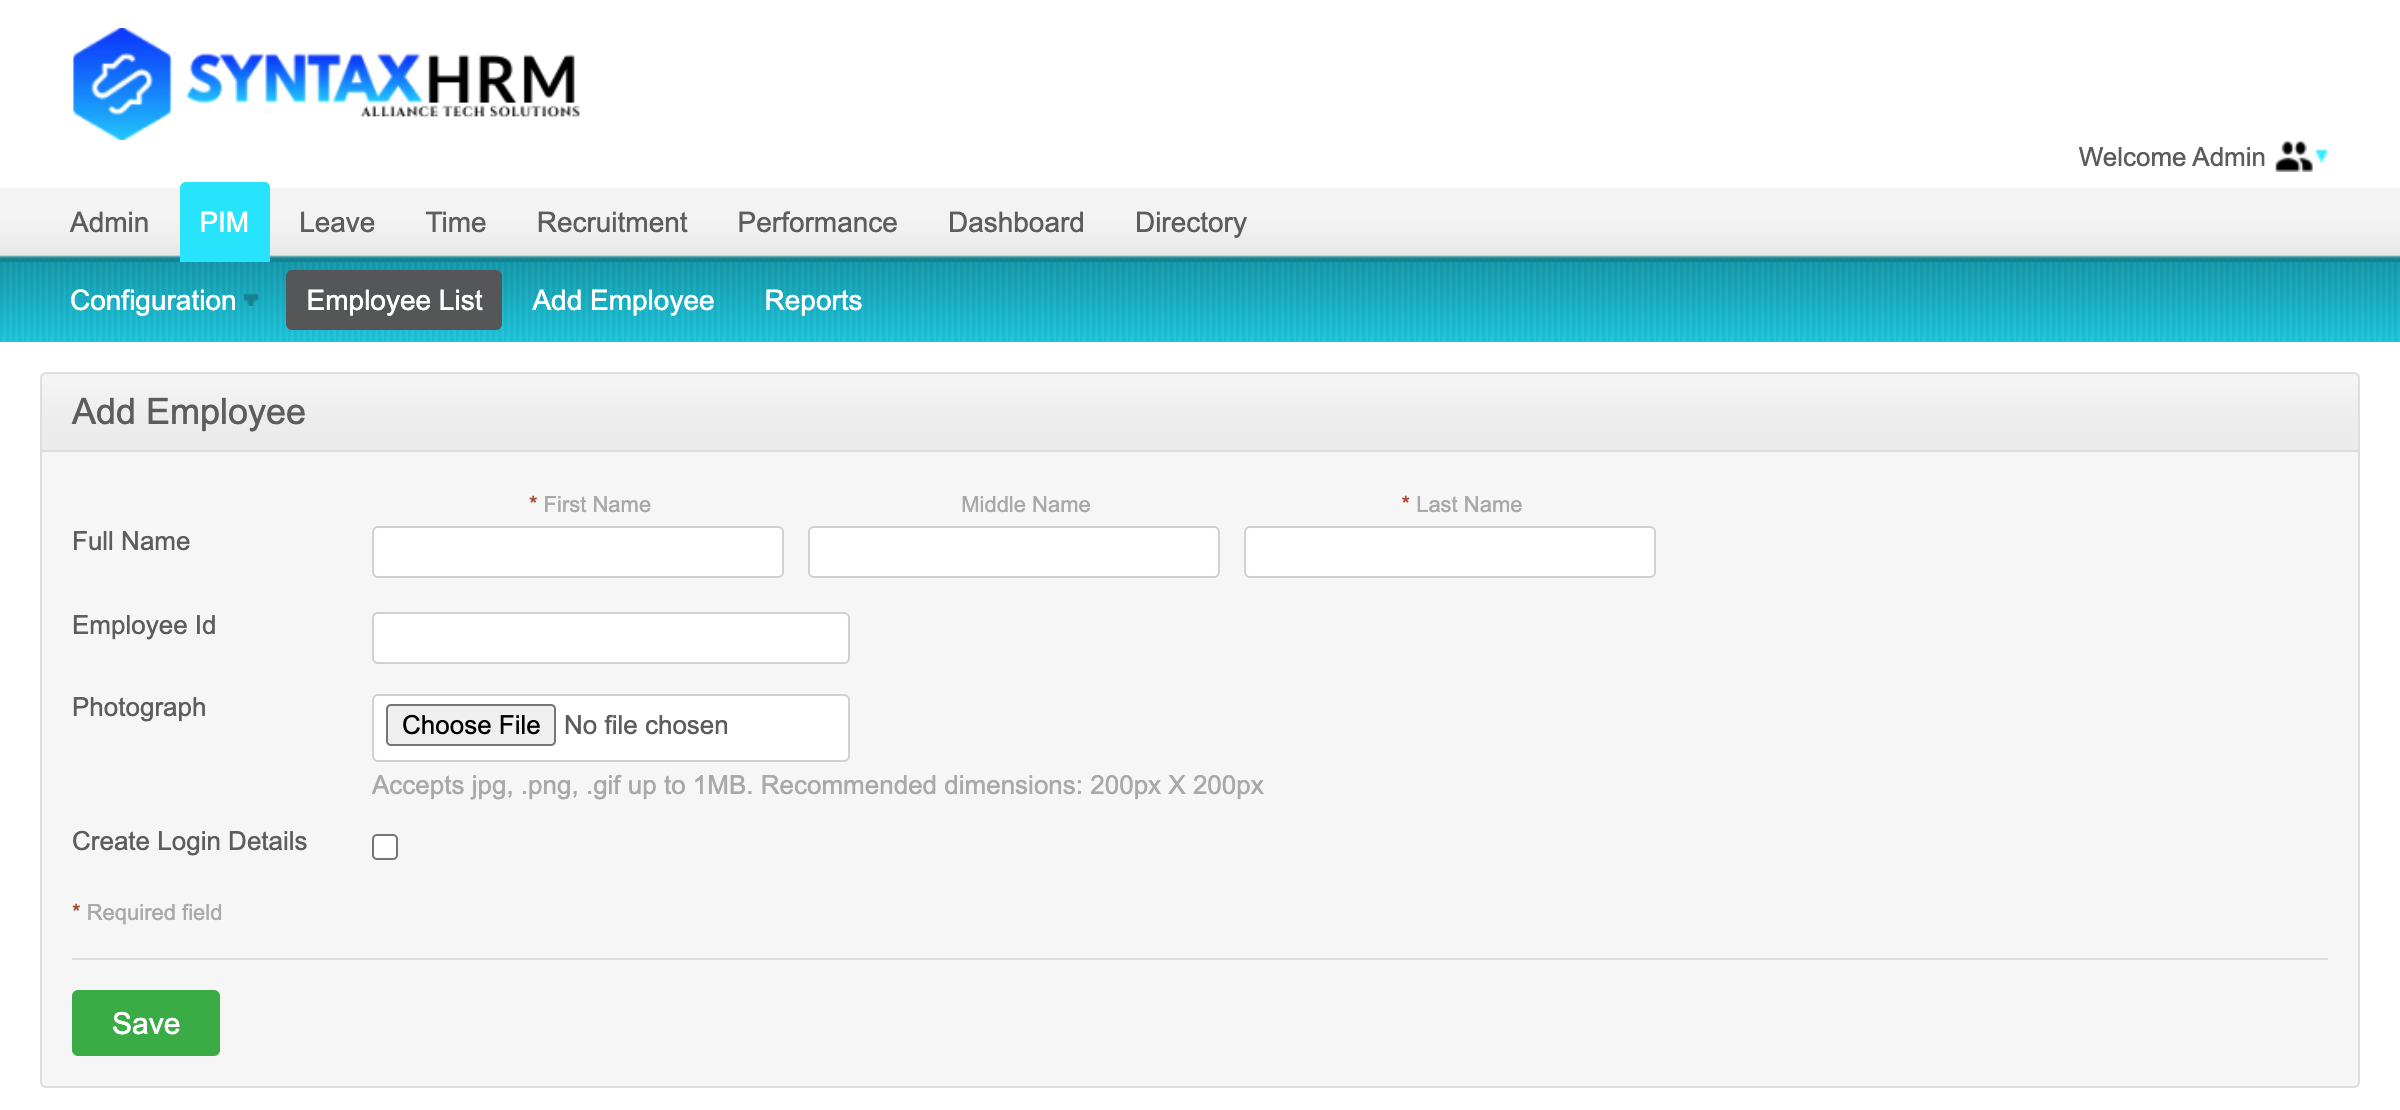 SYNTAXHRM
ALLIANCE TECH SOLUTIONS
Welcome Admin
Admin PIM Leave Time Recruitment Performance Dashboard Directory
Configuration Employee List Add Employee Reports
Add Employee
* First Name Middle Name * Last Name
Full Name
Employee Id
Photograph
Choose File No file chosen
Accepts jpg, .png, .gif up to 1MB. Recommended dimensions: 200px X 200px
Create Login Details
* Required field
Save